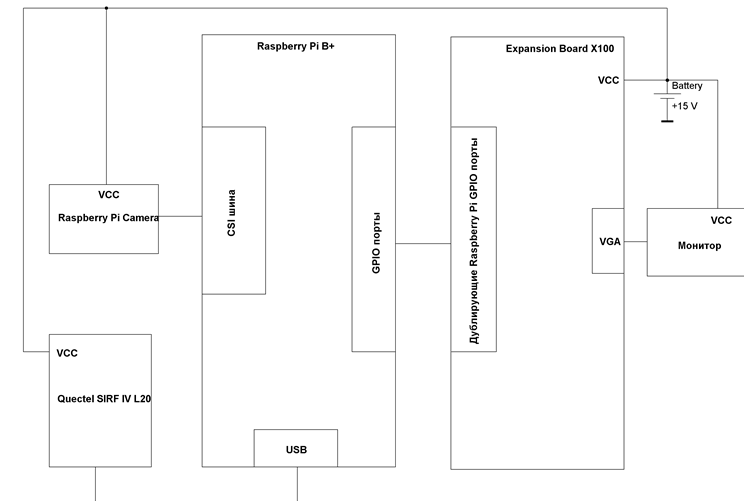 Raspberry Pi B+
Expansion Board X100
VCC
Battery
+15 V
VCC
Raspberry Pi Camera
CSI шина
GPIO порты
Дублирующие Raspberry Pi GPIO порты
VGA
VCC
Монитор
VCC
Quectel SIRF IV L20
USB